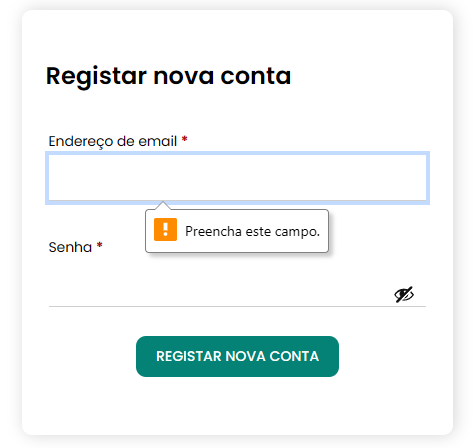 Registar nova conta
Endereço de email *
Preencha este campo.
Senha *
REGISTAR NOVA CONTA